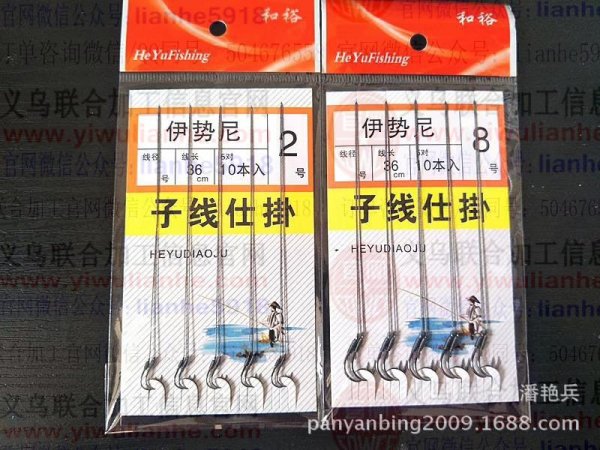 和裕
HeYuFishing
伊势尼
2
号
线径
号
线长
36
cm
5对
10本入
子线仕掛
HEYUDIAOJU
和裕
HeYuFishing
伊势尼
8
号
线径
号
线长
36
cm
5对
10本入
子线仕掛
HEYUDIAOJU
潘艳兵
panyanbing2009.1688.com
义乌联合加工信息官网
www.yiwulianhe.com
官网微信公众号:lianhe5918